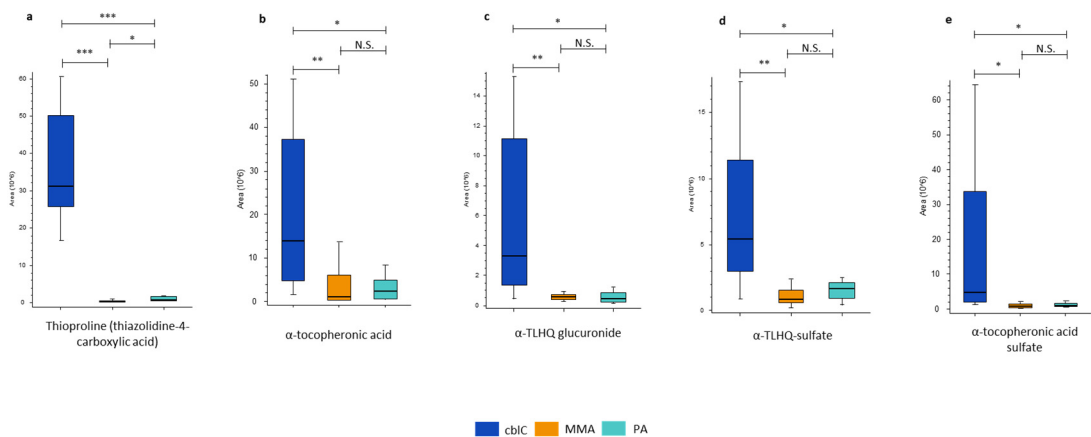 a
***
***
*
Area (10^6)
60
50
40
30
20
10
0
Thioproline (thiazolidine-4-
carboxylic acid)
b
*
N.S.
**
Area (10^6)
50
40
30
20
10
0
α-tocopheronic acid
c
*
N.S.
**
Area (10^6)
14
12
10
8
6
4
2
0
α-TLHQ glucuronide
d
*
N.S.
**
Area (10^6)
15
10
5
0
α-TLHQ-sulfate
e
*
N.S.
*
Area (10^6)
60
50
40
30
20
10
0
α-tocopheronic acid
sulfate
cblC MMA PA